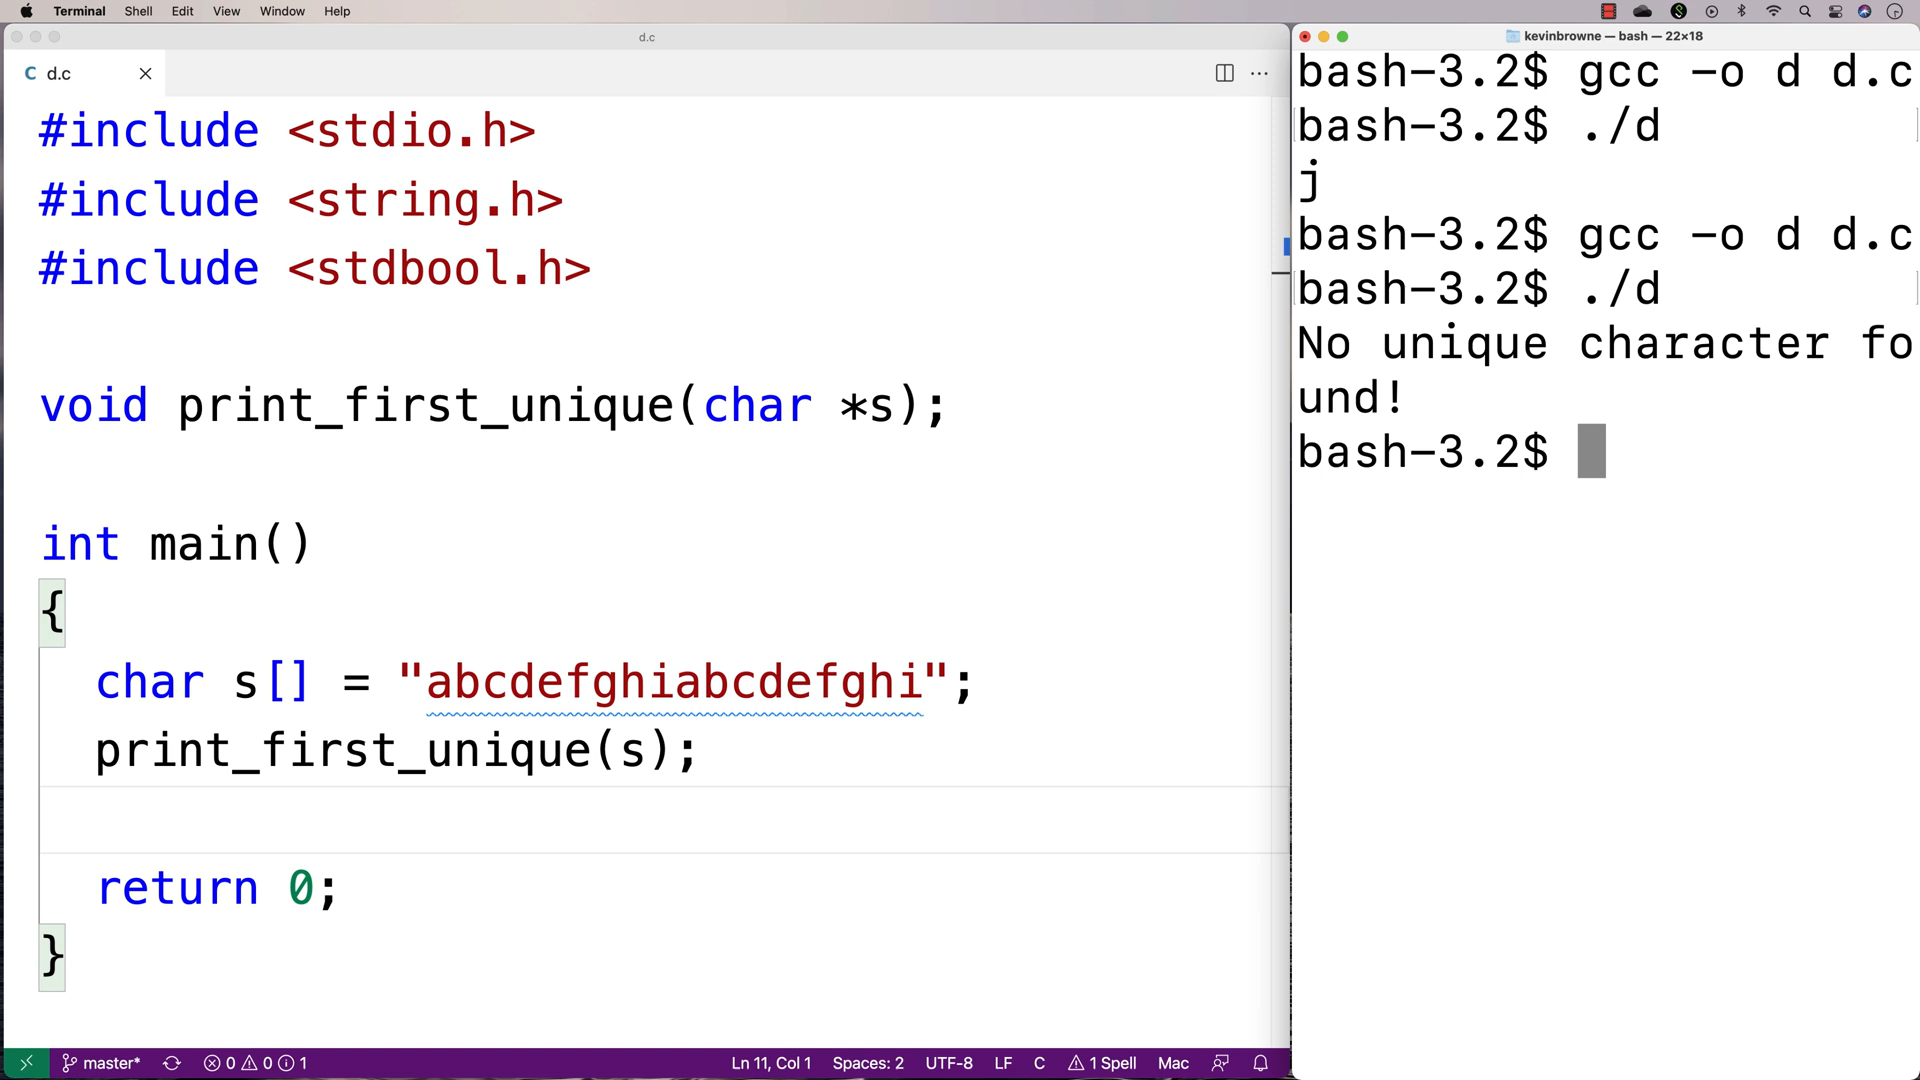 Terminal Shell Edit View Window Help
d.c
C d.c
#include <stdio.h>
#include <string.h>
#include <stdbool.h>
void print_first_unique(char *s);
int main()
{
char s[] = "abcdefghiabcdefghi";
print_first_unique(s);
return 0;
}
master* 0 0 1 Ln 11, Col 1 Spaces: 2 UTF-8 LF C 1 Spell Mac
kevinbrowne — bash — 22×18
bash-3.2$ gcc -o d d.c
bash-3.2$ ./d
j
bash-3.2$ gcc -o d d.c
bash-3.2$ ./d
No unique character fo
und!
bash-3.2$